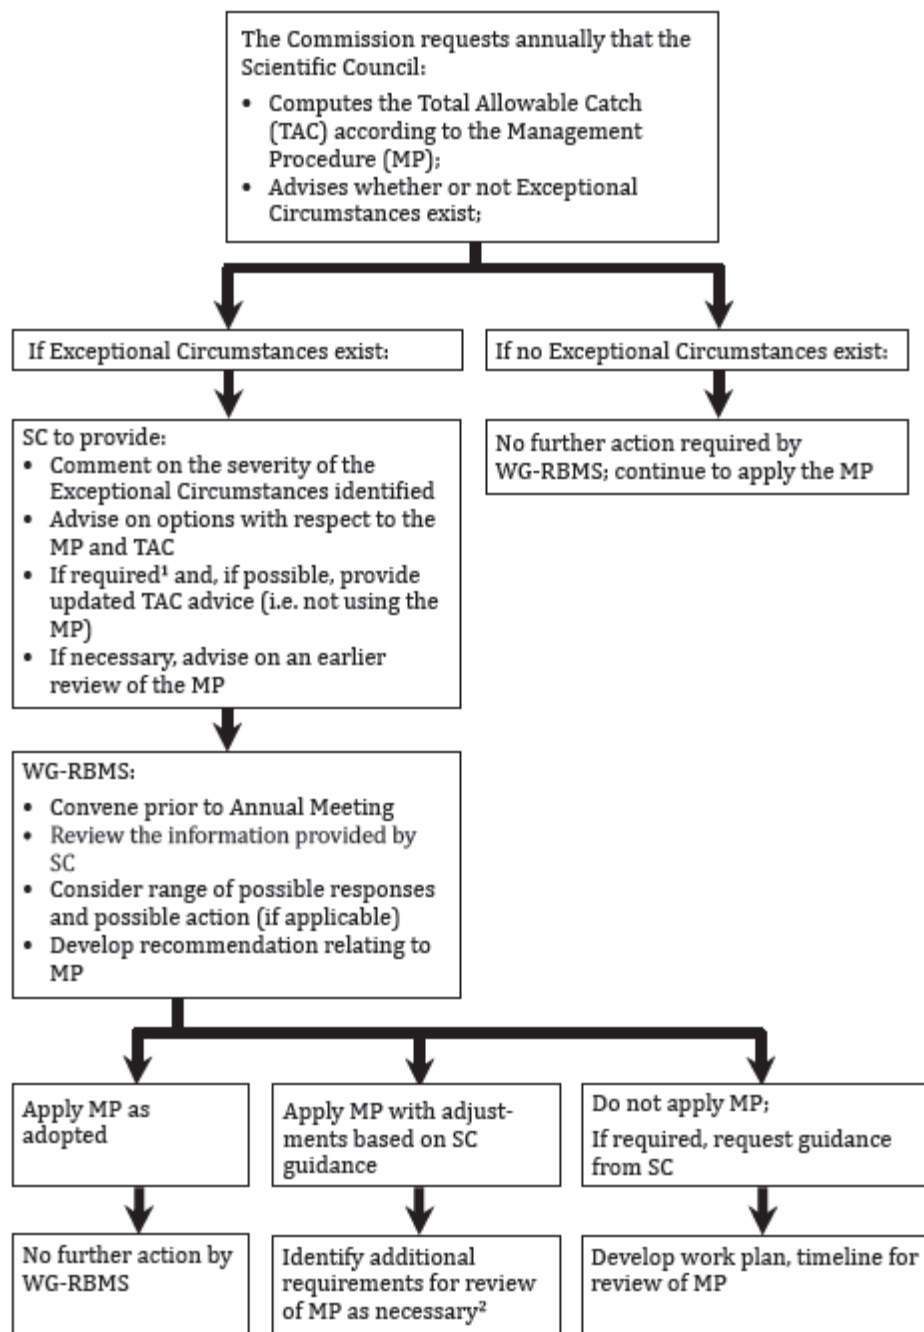 The Commission requests annually that the
Scientific Council:
• Computes the Total Allowable Catch
(TAC) according to the Management
Procedure (MP);
• Advises whether or not Exceptional
Circumstances exist;
If Exceptional Circumstances exist:
If no Exceptional Circumstances exist:
SC to provide:
• Comment on the severity of the
Exceptional Circumstances identified
• Advise on options with respect to the
MP and TAC
• If required¹ and, if possible, provide
updated TAC advice (i.e. not using the
MP)
• If necessary, advise on an earlier
review of the MP
No further action required by
WG-RBMS; continue to apply the MP
WG-RBMS:
• Convene prior to Annual Meeting
• Review the information provided by
SC
• Consider range of possible responses
and possible action (if applicable)
• Develop recommendation relating to
MP
Apply MP as
adopted
Apply MP with adjust-
ments based on SC
guidance
Do not apply MP;
If required, request guidance
from SC
No further action by
WG-RBMS
Identify additional
requirements for review
of MP as necessary²
Develop work plan, timeline for
review of MP